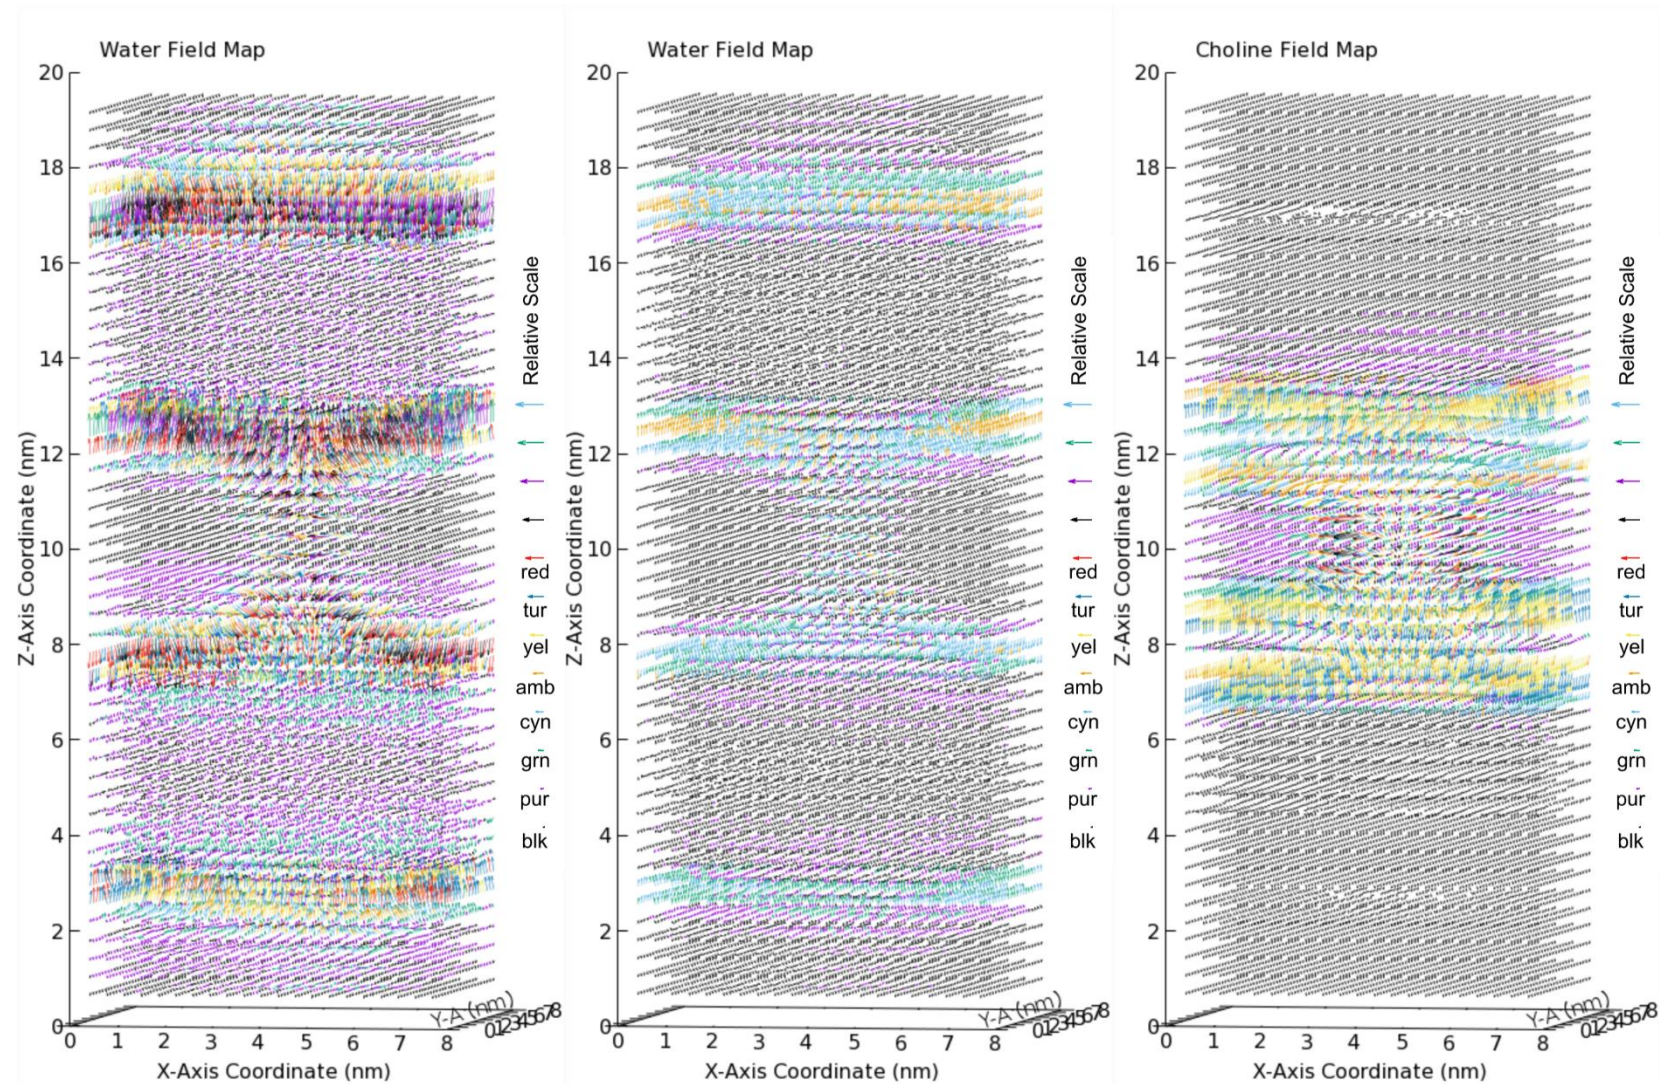 Water Field Map
20
18
16
14
12
10
8
6
4
2
0
Z-Axis Coordinate (nm)
0 1 2 3 4 5 6 7 8
X-Axis Coordinate (nm)
Y-A (nm)
012345678
Relative Scale
red
tur
yel
amb
cyn
grn
pur
blk
Water Field Map
20
18
16
14
12
10
8
6
4
2
0
Z-Axis Coordinate (nm)
0 1 2 3 4 5 6 7 8
X-Axis Coordinate (nm)
Y-A (nm)
012345678
Relative Scale
red
tur
yel
amb
cyn
grn
pur
blk
Choline Field Map
20
18
16
14
12
10
8
6
4
2
0
Z-Axis Coordinate (nm)
0 1 2 3 4 5 6 7 8
X-Axis Coordinate (nm)
Y-A (nm)
012345678
Relative Scale
red
tur
yel
amb
cyn
grn
pur
blk